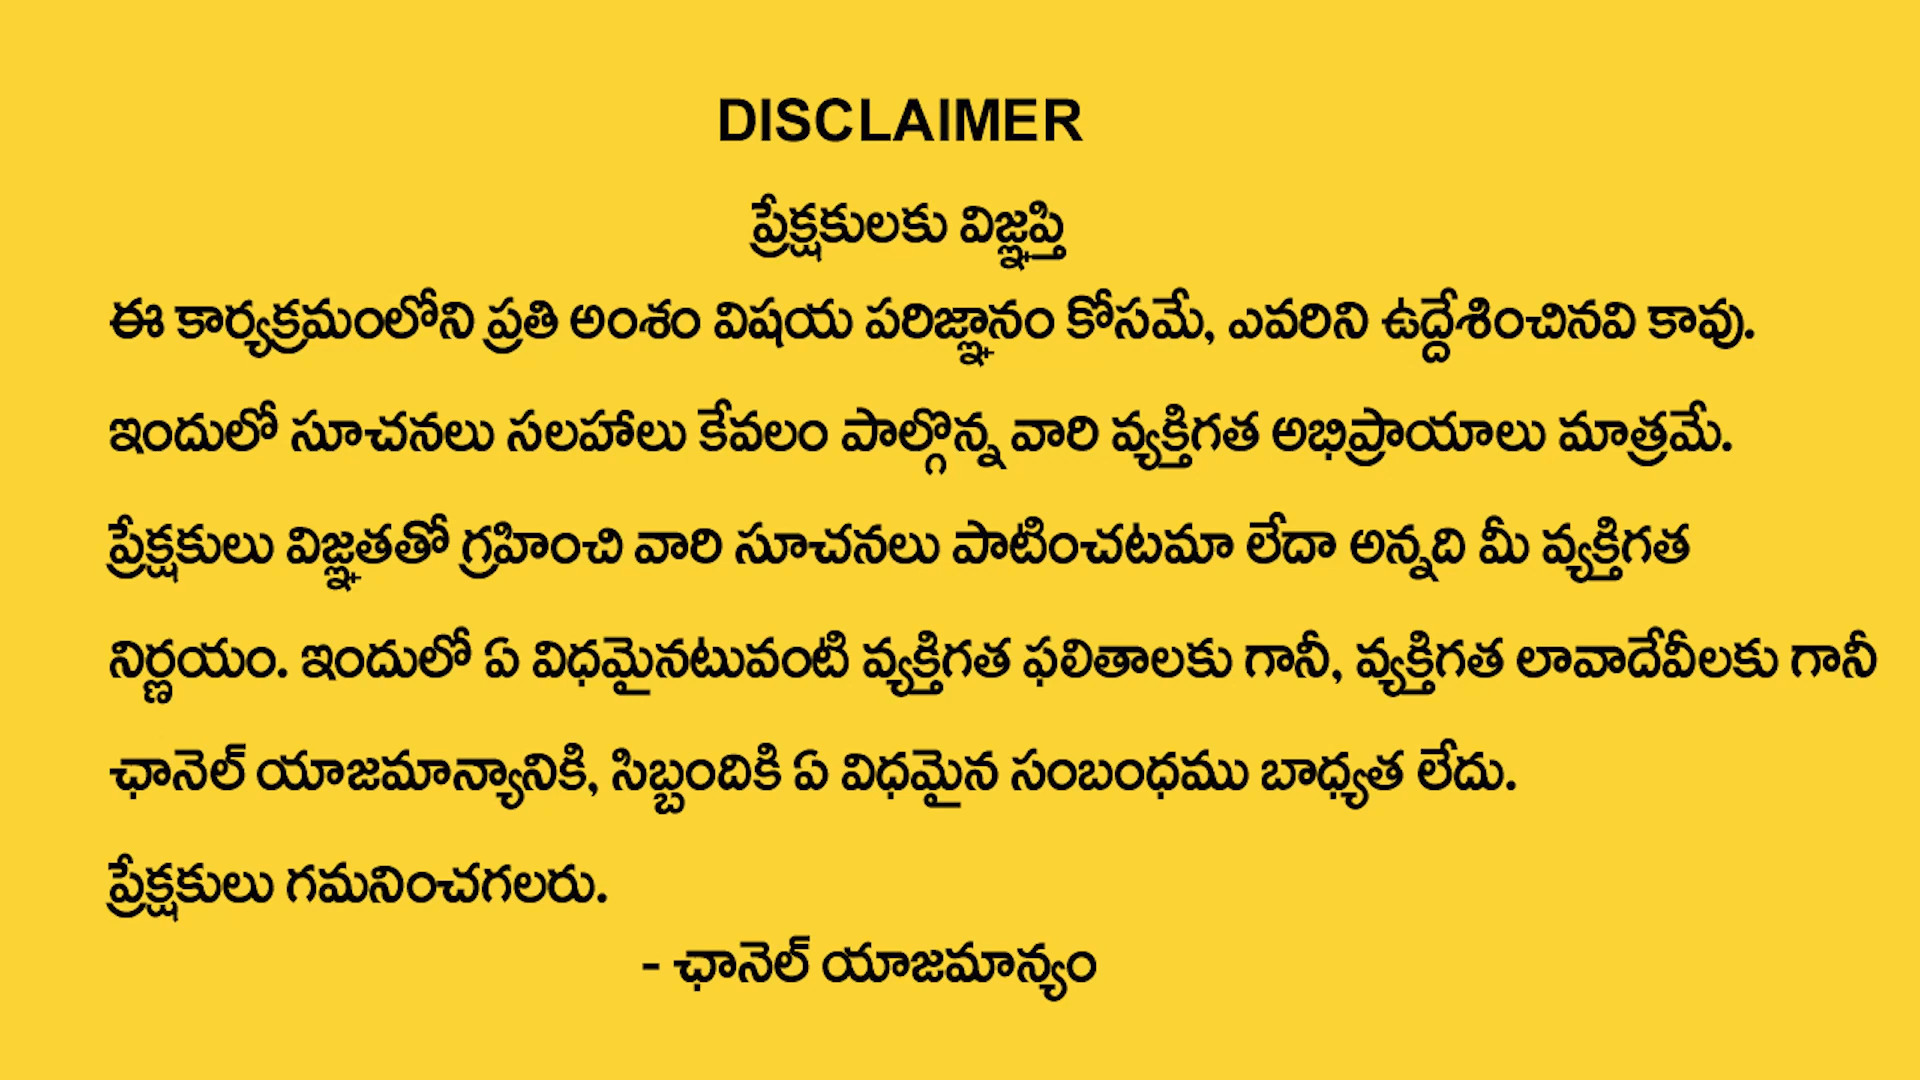 DISCLAIMER
ప్రేక్షకులకు విజ్ఞప్తి
ఈ కార్యక్రమంలోని ప్రతి అంశం విషయ పరిజ్ఞానం కోసమే, ఎవరిని ఉద్దేశించినవి కావు.
ఇందులో సూచనలు సలహాలు కేవలం పాల్గొన్న వారి వ్యక్తిగత అభిప్రాయాలు మాత్రమే.
ప్రేక్షకులు విజ్ఞతతో గ్రహించి వారి సూచనలు పాటించటమా లేదా అన్నది మీ వ్యక్తిగత
నిర్ణయం. ఇందులో ఏ విధమైనటువంటి వ్యక్తిగత ఫలితాలకు గానీ, వ్యక్తిగత లావాదేవీలకు గానీ
ఛానెల్ యాజమాన్యానికి, సిబ్బందికి ఏ విధమైన సంబంధము బాధ్యత లేదు.
ప్రేక్షకులు గమనించగలరు.
- ఛానెల్ యాజమాన్యం